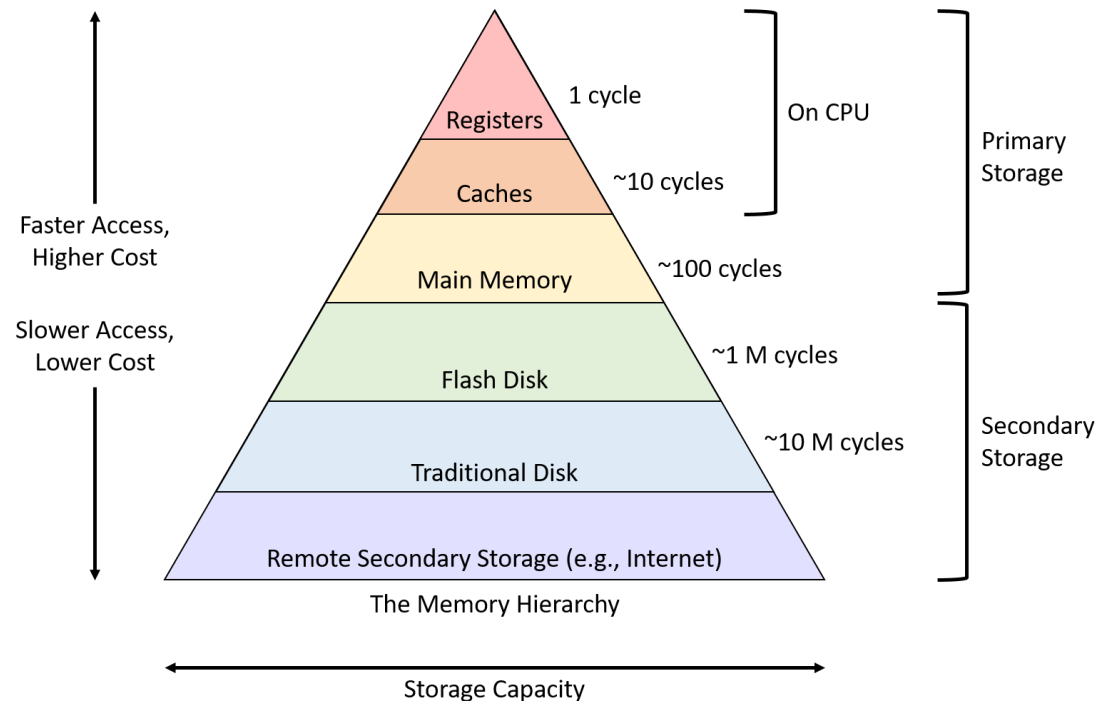 1 cycle
Registers
On CPU
Primary
Storage
~10 cycles
Caches
Faster Access,
Higher Cost
~100 cycles
Main Memory
Slower Access,
Lower Cost
~1 M cycles
Flash Disk
~10 M cycles
Secondary
Storage
Traditional Disk
Remote Secondary Storage (e.g., Internet)
The Memory Hierarchy
Storage Capacity